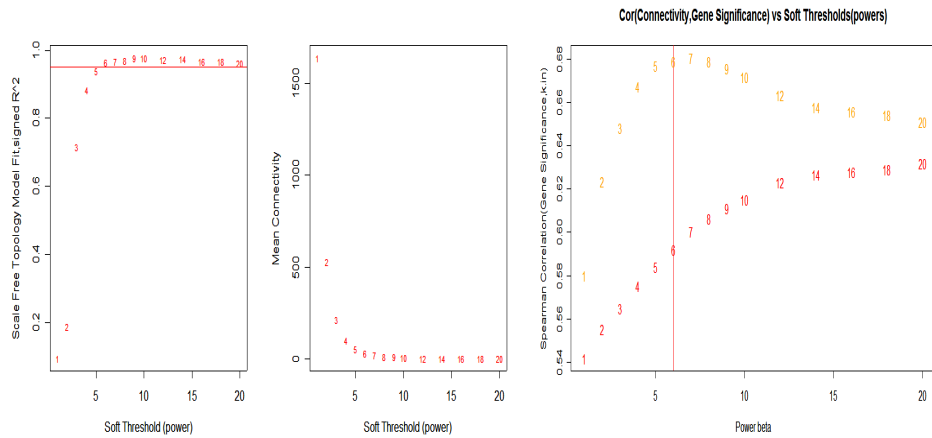 Cor(Connectivity,Gene Significance) vs Soft Thresholds(powers)
Scale Free Topology Model Fit,signed R^2
0.2 0.4 0.6 0.8 1.0
1 2 3 4 5 6 7 8 9 10 12 14 16 18 20
5 10 15 20
Soft Threshold (power)
Mean Connectivity
0 500 1000 1500
1 2 3 4 5 6 7 8 9 10 12 14 16 18 20
5 10 15 20
Soft Threshold (power)
Spearman Correlation(Gene Significance,k.in)
0.54 0.56 0.58 0.60 0.62 0.64 0.66 0.68
1 2 3 4 5 6 7 8 9 10 12 14 16 18 20
1 2 3 4 5 6 7 8 9 10 12 14 16 18 20
5 10 15 20
Power beta